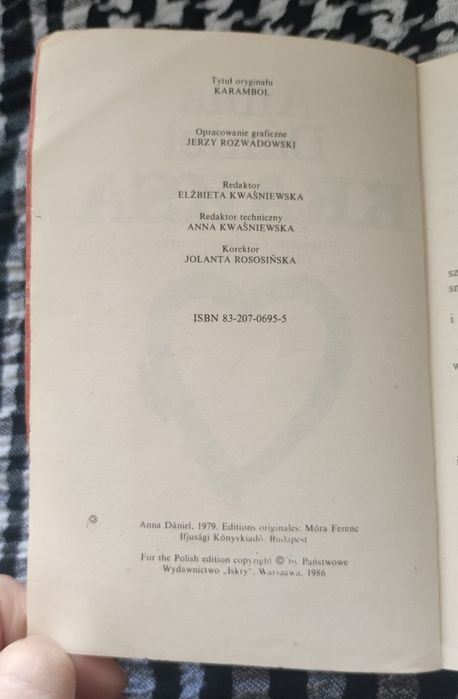 Tytuł oryginału
KARAMBOL
Opracowanie graficzne
JERZY ROZWADOWSKI
Redaktor
ELŻBIETA KWAŚNIEWSKA
Redaktor techniczny
ANNA KWAŚNIEWSKA
Korektor
JOLANTA ROSOSIŃSKA
ISBN 83-207-0695-5
© Anna Dániel, 1979. Editions originales: Móra Ferenc
Ifjusági Könyvkiadó. Budapest
For the Polish edition copyright © by Państwowe
Wydawnictwo „Iskry". Warszawa. 1986
sz
i
w